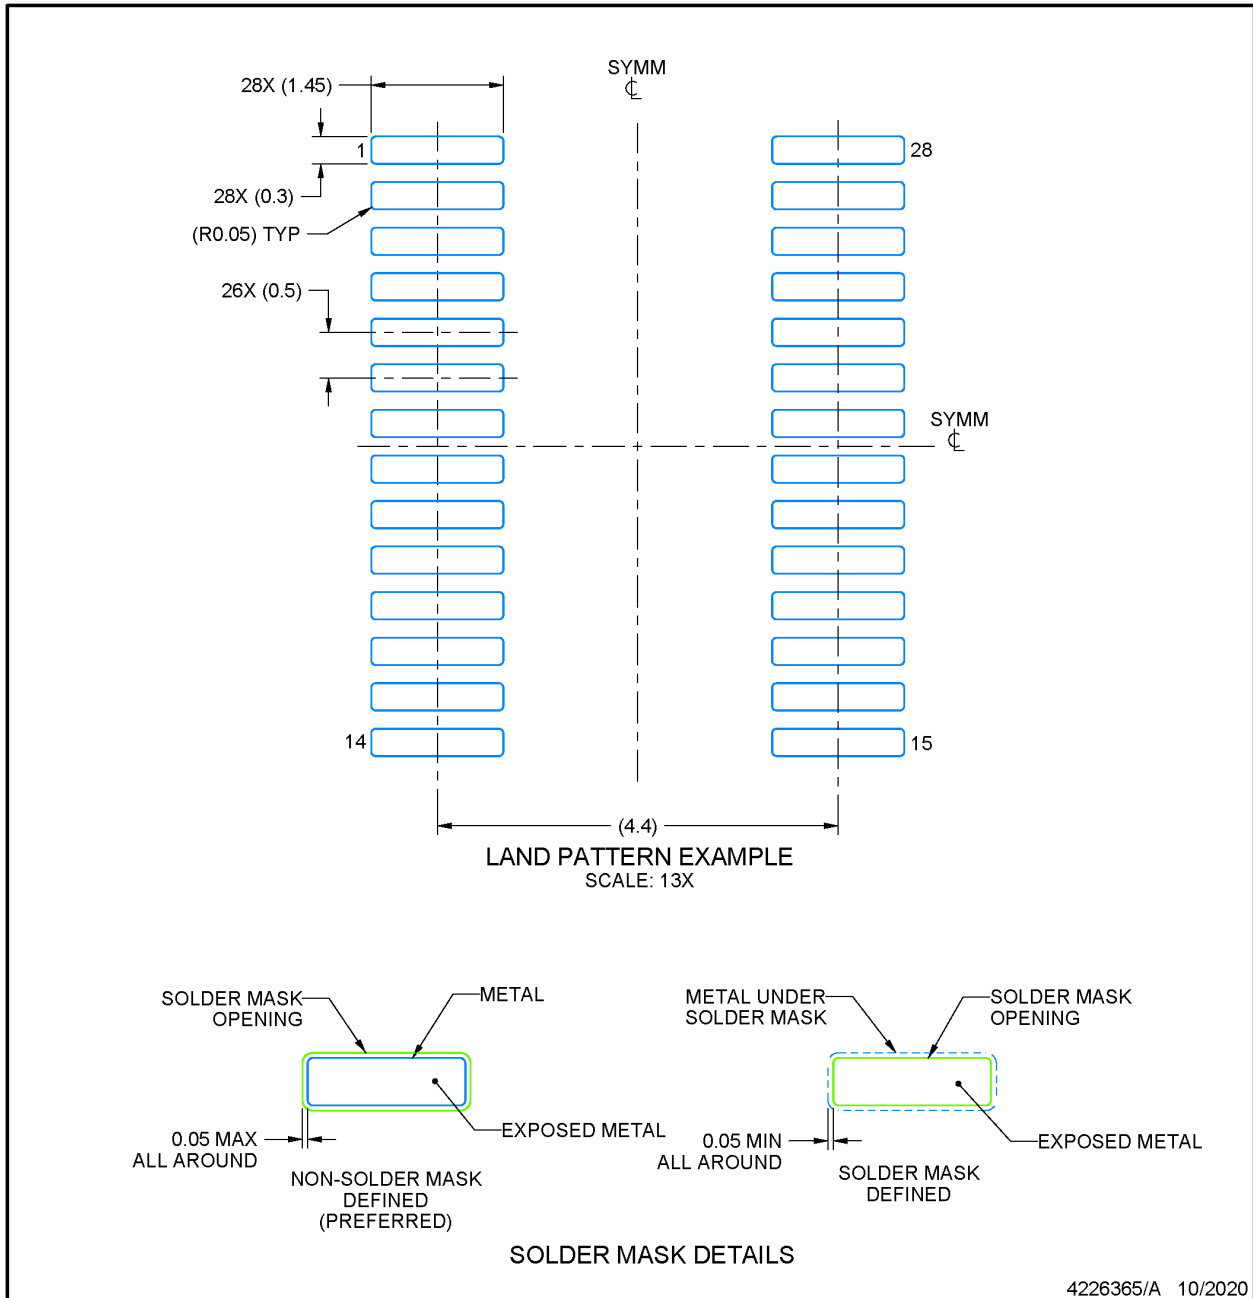 SYMM
℄
28X (1.45)
1
28
28X (0.3)
(R0.05) TYP
26X (0.5)
SYMM
℄
14
15
(4.4)
LAND PATTERN EXAMPLE
SCALE: 13X
SOLDER MASK
OPENING
METAL
EXPOSED METAL
0.05 MAX
ALL AROUND
NON-SOLDER MASK
DEFINED
(PREFERRED)
METAL UNDER
SOLDER MASK
SOLDER MASK
OPENING
EXPOSED METAL
0.05 MIN
ALL AROUND
SOLDER MASK
DEFINED
SOLDER MASK DETAILS
4226365/A 10/2020